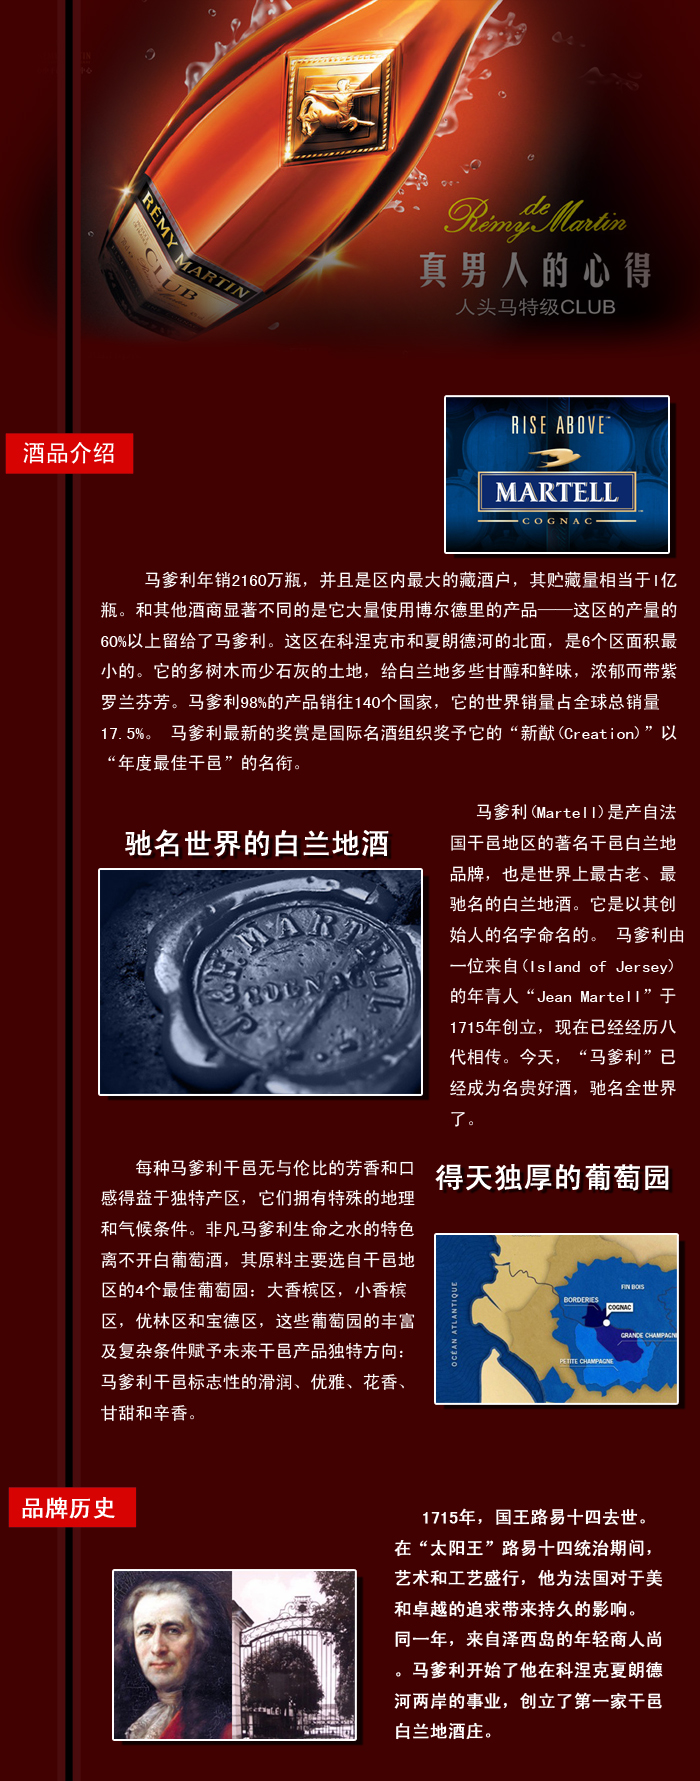 RÉMY MARTIN
CLUB
de
Rémy Martin
真男人的心得
人头马特级CLUB
RISE ABOVE™
MARTELL
COGNAC
酒品介绍
马爹利年销2160万瓶，并且是区内最大的藏酒户，其贮藏量相当于1亿
瓶。和其他酒商显著不同的是它大量使用博尔德里的产品——这区的产量的
60%以上留给了马爹利。这区在科涅克市和夏朗德河的北面，是6个区面积最
小的。它的多树木而少石灰的土地，给白兰地多些甘醇和鲜味，浓郁而带紫
罗兰芬芳。马爹利98%的产品销往140个国家，它的世界销量占全球总销量
17.5%。 马爹利最新的奖赏是国际名酒组织奖予它的“新猷(Creation)”以
“年度最佳干邑”的名衔。
驰名世界的白兰地酒
J & F. MARTELL
COGNAC
马爹利(Martell)是产自法
国干邑地区的著名干邑白兰地
品牌，也是世界上最古老、最
驰名的白兰地酒。它是以其创
始人的名字命名的。 马爹利由
一位来自(Island of Jersey)
的年青人“Jean Martell”于
1715年创立，现在已经经历八
代相传。今天，“马爹利”已
经成为名贵好酒，驰名全世界
了。
每种马爹利干邑无与伦比的芳香和口
感得益于独特产区，它们拥有特殊的地理
和气候条件。非凡马爹利生命之水的特色
离不开白葡萄酒，其原料主要选自干邑地
区的4个最佳葡萄园：大香槟区，小香槟
区，优林区和宝德区，这些葡萄园的丰富
及复杂条件赋予未来干邑产品独特方向：
马爹利干邑标志性的滑润、优雅、花香、
甘甜和辛香。
得天独厚的葡萄园
OCÉAN ATLANTIQUE
FIN BOIS
BORDERIES
COGNAC
GRANDE CHAMPAGN
PETITE CHAMPAGNE
品牌历史
1715年，国王路易十四去世。
在“太阳王”路易十四统治期间，
艺术和工艺盛行，他为法国对于美
和卓越的追求带来持久的影响。
同一年，来自泽西岛的年轻商人尚
。马爹利开始了他在科涅克夏朗德
河两岸的事业，创立了第一家干邑
白兰地酒庄。